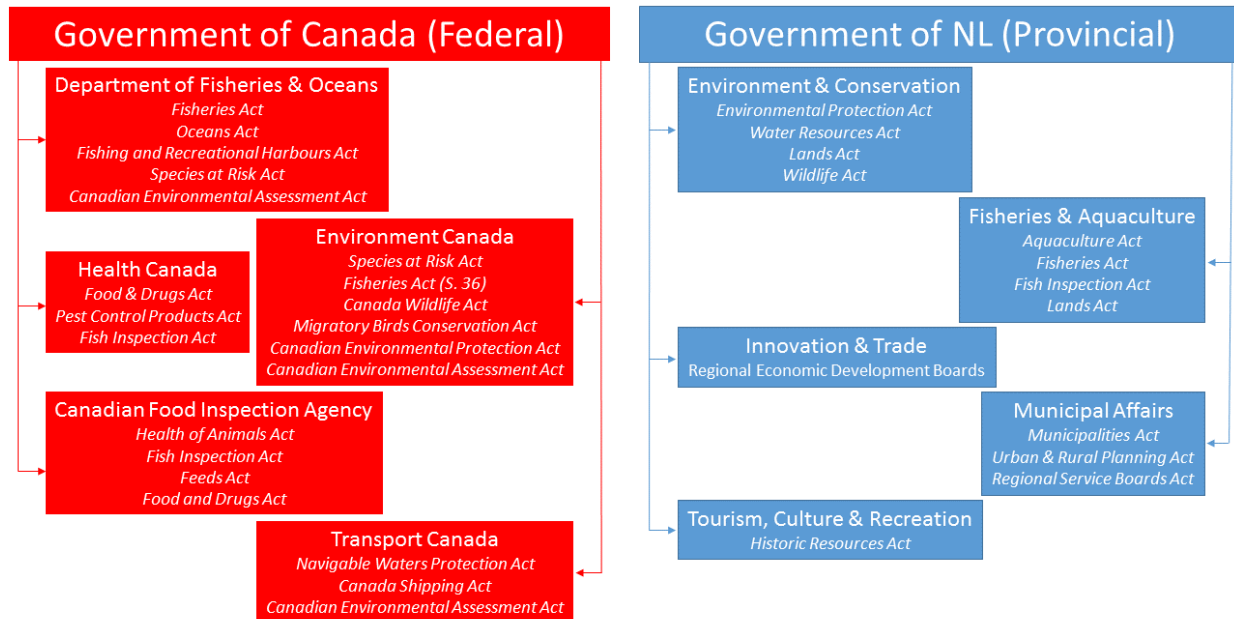 Government of Canada (Federal)
Department of Fisheries & Oceans
Fisheries Act
Oceans Act
Fishing and Recreational Harbours Act
Species at Risk Act
Canadian Environmental Assessment Act
Environment Canada
Species at Risk Act
Fisheries Act (S. 36)
Canada Wildlife Act
Migratory Birds Conservation Act
Canadian Environmental Protection Act
Canadian Environmental Assessment Act
Health Canada
Food & Drugs Act
Pest Control Products Act
Fish Inspection Act
Canadian Food Inspection Agency
Health of Animals Act
Fish Inspection Act
Feeds Act
Food and Drugs Act
Transport Canada
Navigable Waters Protection Act
Canada Shipping Act
Canadian Environmental Assessment Act
Government of NL (Provincial)
Environment & Conservation
Environmental Protection Act
Water Resources Act
Lands Act
Wildlife Act
Fisheries & Aquaculture
Aquaculture Act
Fisheries Act
Fish Inspection Act
Lands Act
Innovation & Trade
Regional Economic Development Boards
Municipal Affairs
Municipalities Act
Urban & Rural Planning Act
Regional Service Boards Act
Tourism, Culture & Recreation
Historic Resources Act